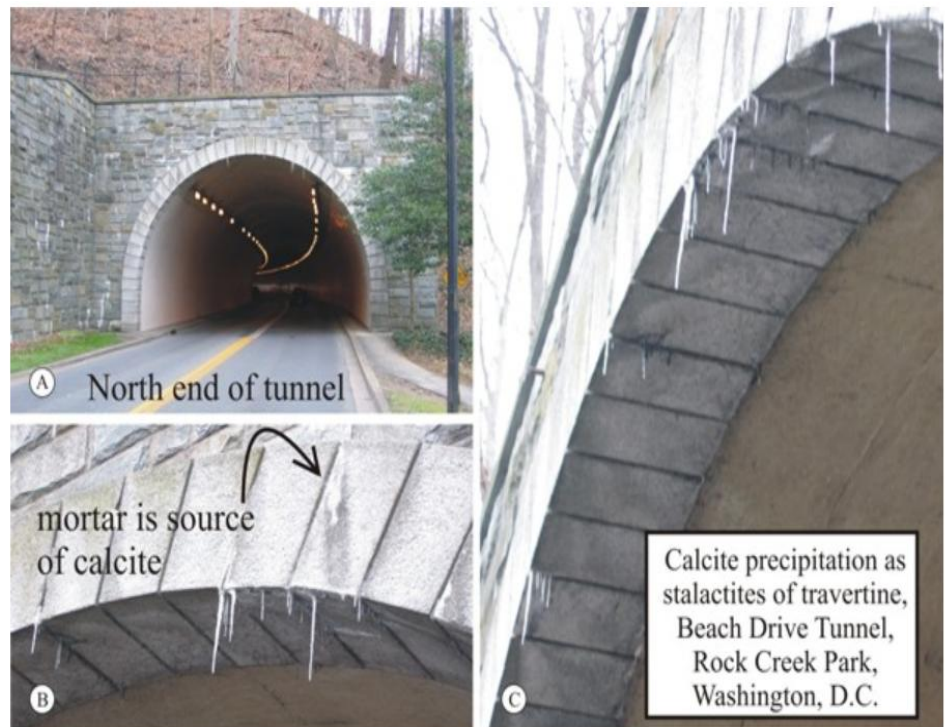 A
North end of tunnel
mortar is source
of calcite
B
C
Calcite precipitation as
stalactites of travertine,
Beach Drive Tunnel,
Rock Creek Park,
Washington, D.C.